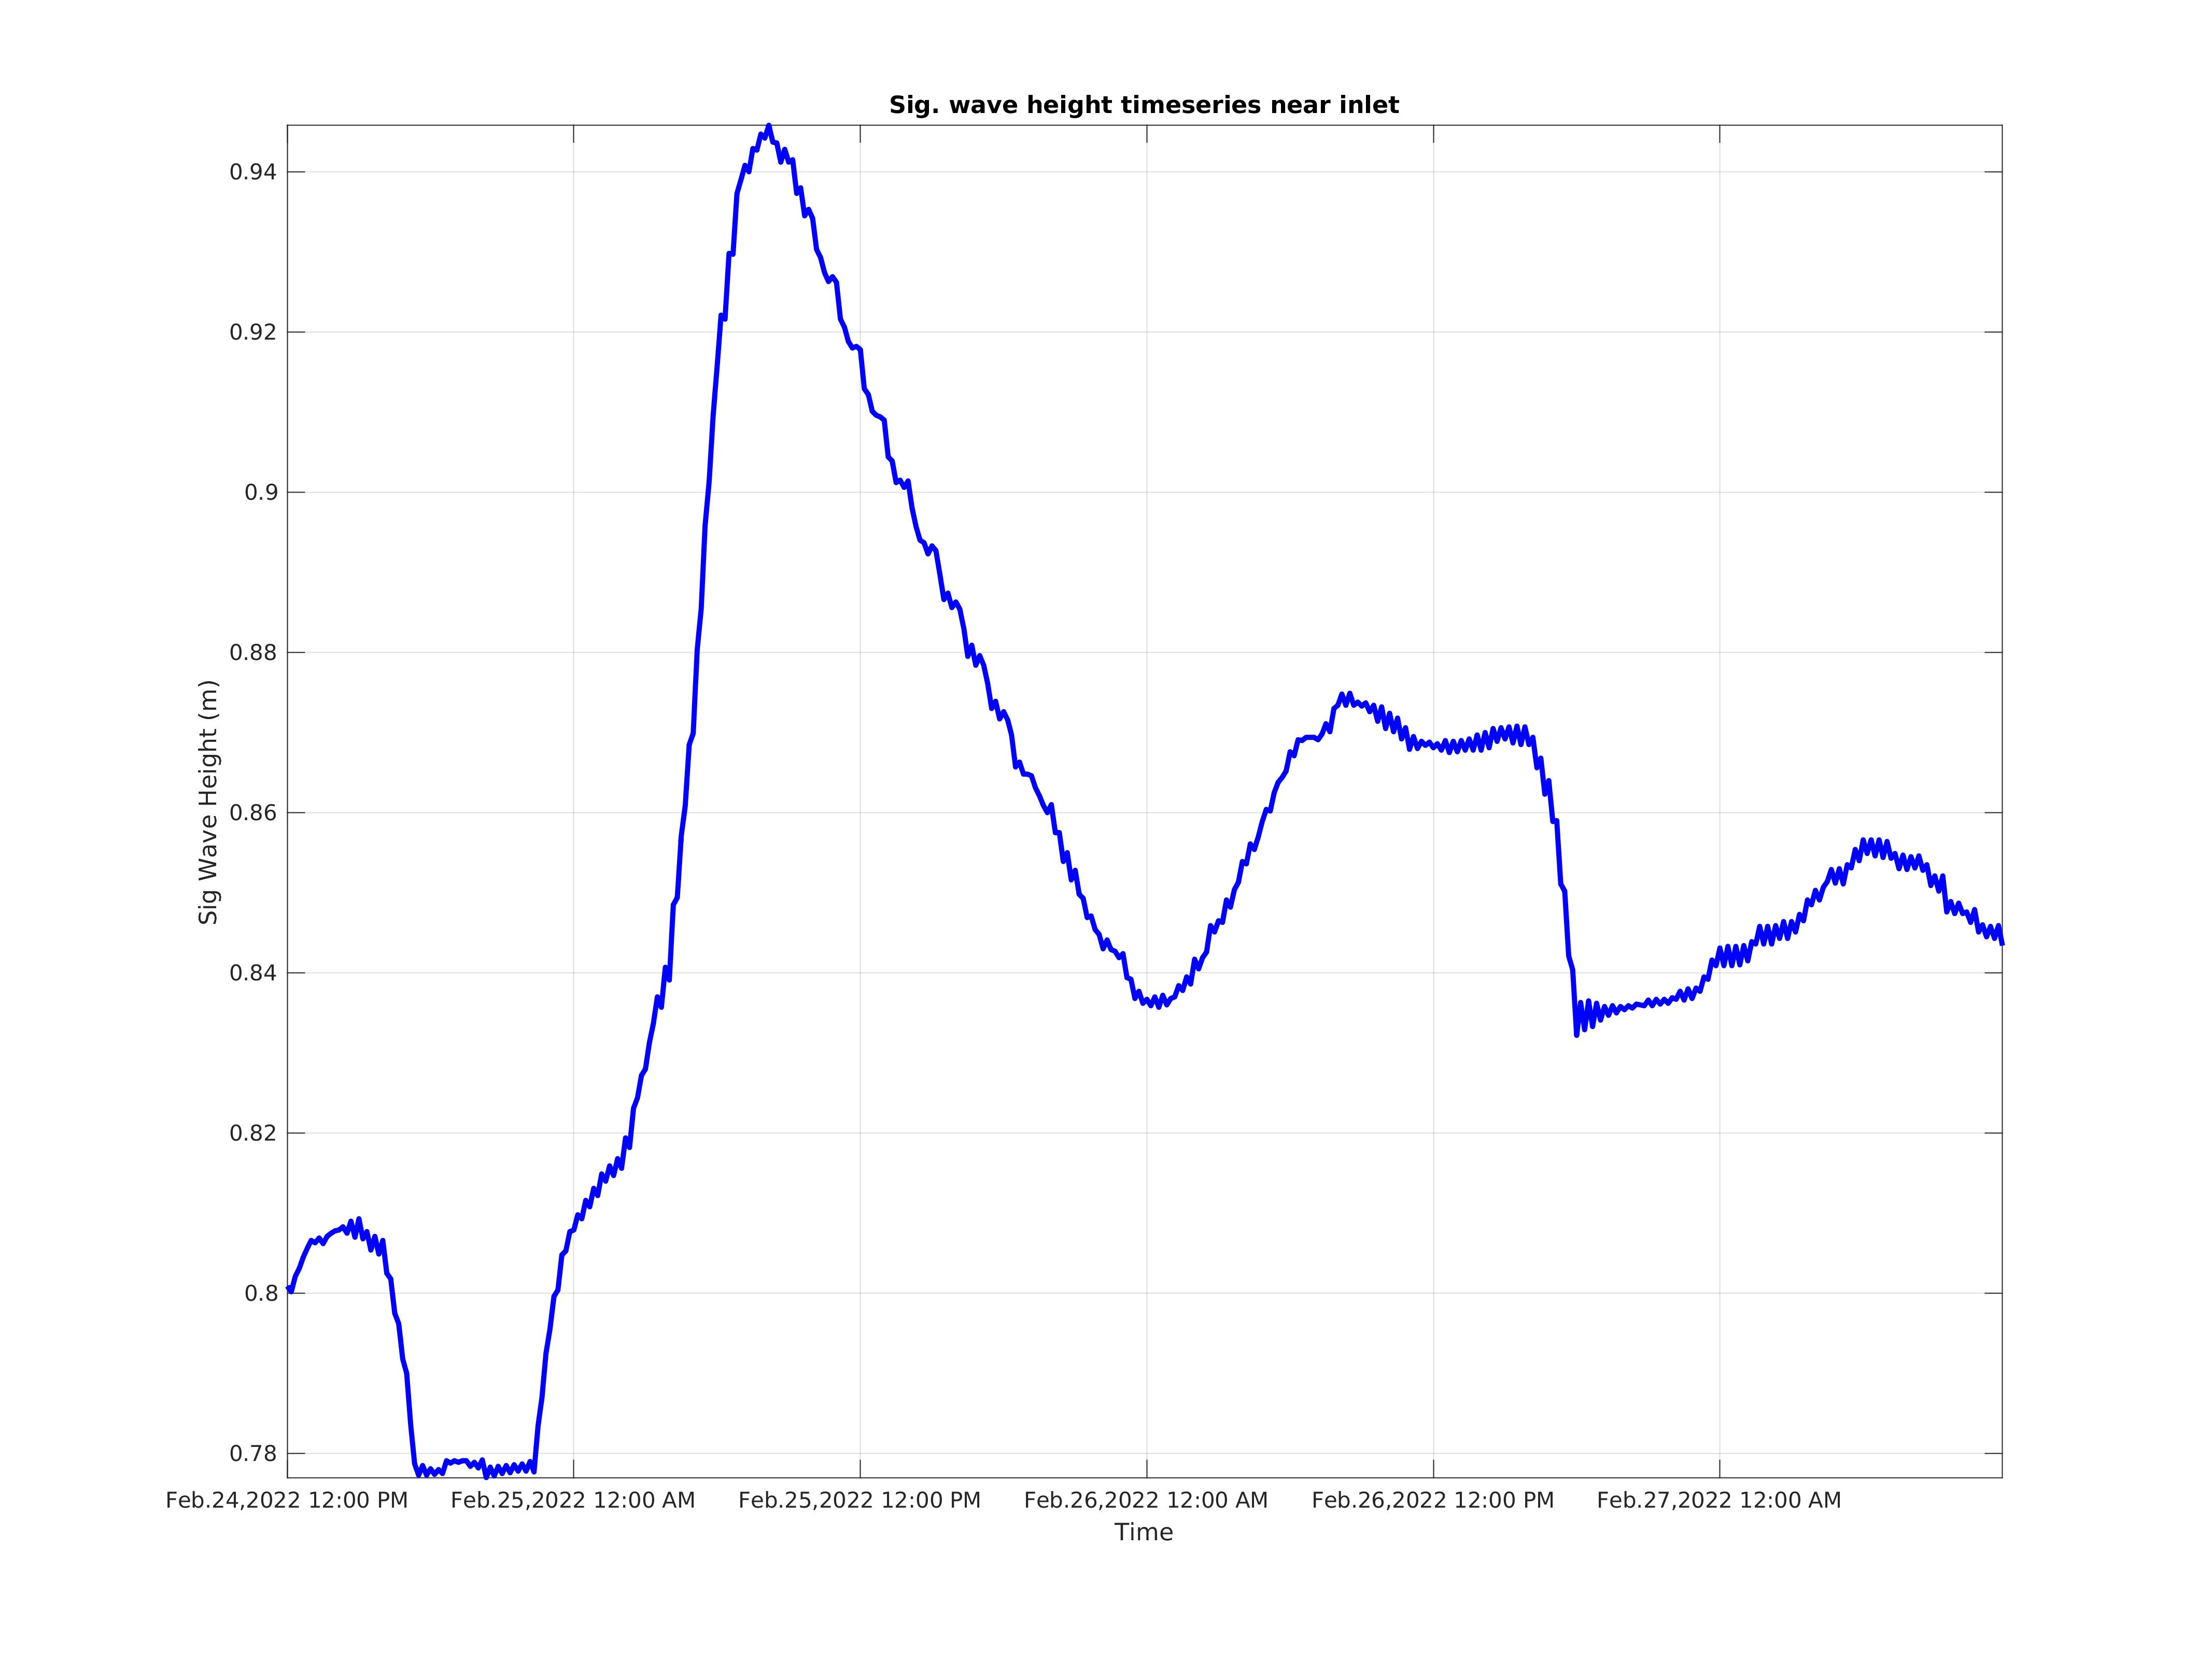 Sig. wave height timeseries near inlet
0.94
0.92
0.9
0.88
0.86
0.84
0.82
0.8
0.78
Sig Wave Height (m)
Feb.24,2022 12:00 PM
Feb.25,2022 12:00 AM
Feb.25,2022 12:00 PM
Feb.26,2022 12:00 AM
Feb.26,2022 12:00 PM
Feb.27,2022 12:00 AM
Time